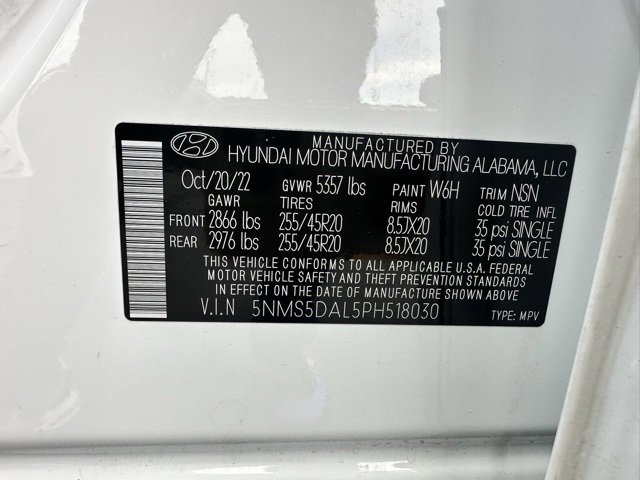 MANUFACTURED BY
HYUNDAI MOTOR MANUFACTURING ALABAMA, LLC
Oct/20/22 GVWR 5357 lbs PAINT W6H TRIM NSN
GAWR TIRES RIMS COLD TIRE INFL
FRONT 2866 lbs 255/45R20 8.5JX20 35 psi SINGLE
REAR 2976 lbs 255/45R20 8.5JX20 35 psi SINGLE
THIS VEHICLE CONFORMS TO ALL APPLICABLE U.S.A. FEDERAL
MOTOR VEHICLE SAFETY AND THEFT PREVENTION STANDARDS
IN EFFECT ON THE DATE OF MANUFACTURE SHOWN ABOVE.
V.I.N 5NMS5DAL5PH518030 TYPE: MPV